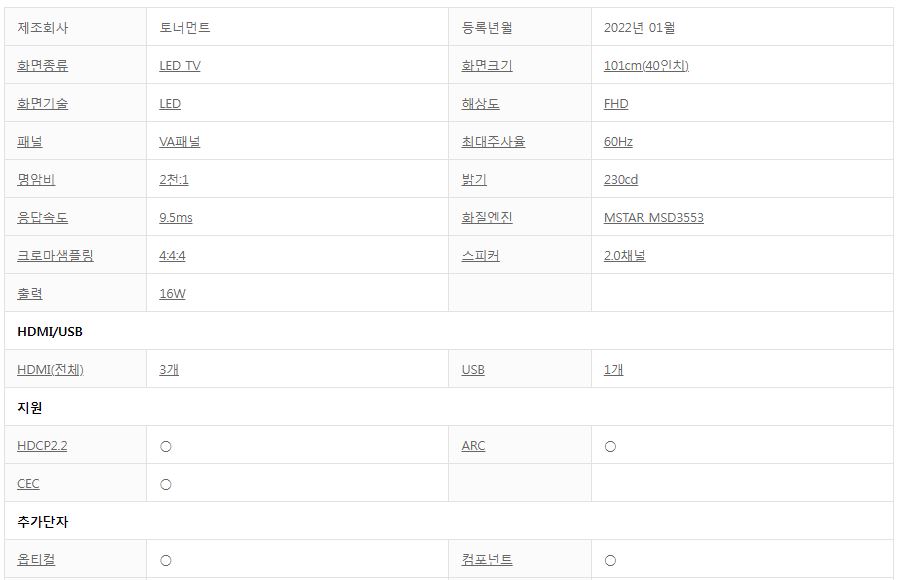 제조회사 토너먼트 등록년월 2022년 01월
화면종류 LED TV 화면크기 101cm(40인치)
화면기술 LED 해상도 FHD
패널 VA패널 최대주사율 60Hz
명암비 2천:1 밝기 230cd
응답속도 9.5ms 화질엔진 MSTAR MSD3553
크로마샘플링 4:4:4 스피커 2.0채널
출력 16W
HDMI/USB
HDMI(전체) 3개 USB 1개
지원
HDCP2.2 ○ ARC ○
CEC ○
추가단자
옵티컬 ○ 컴포넌트 ○